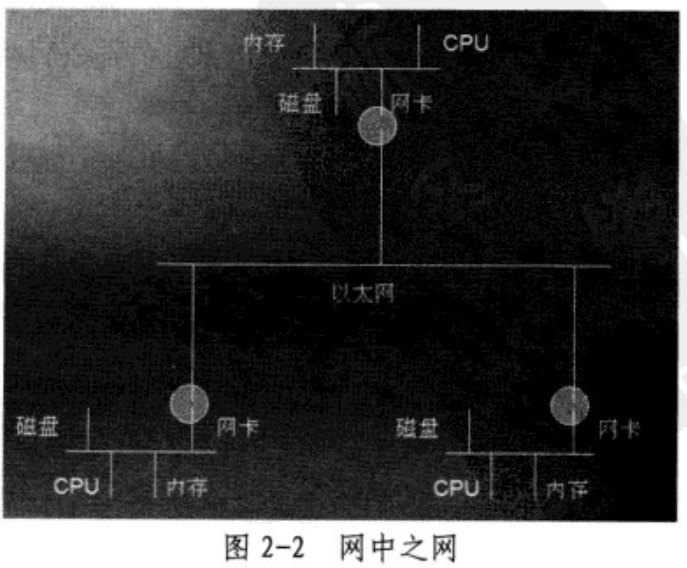 内存 CPU
磁盘 网卡
以太网
磁盘 网卡 磁盘 网卡
CPU 内存 CPU 内存
图 2-2 网中之网